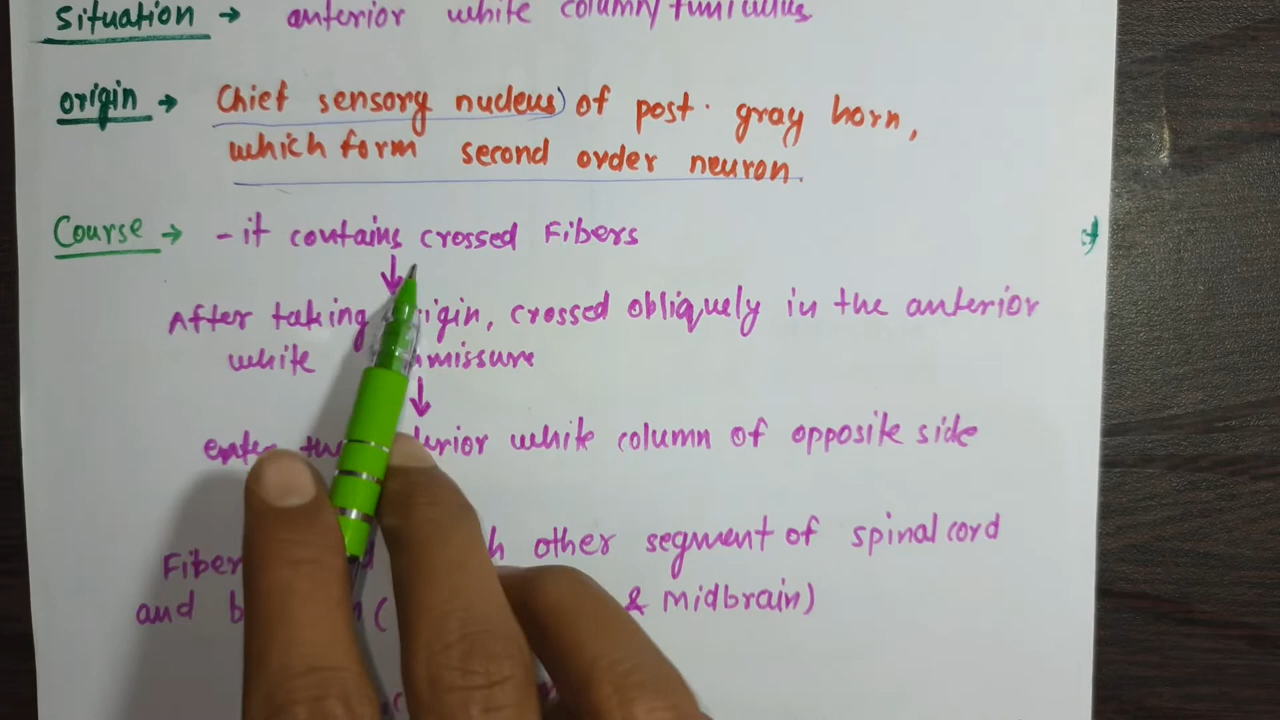 Situation → anterior white column/funiculus
origin → Chief sensory nucleus) of post. gray horn,
which form second order neuron.
Course → - it contains crossed Fibers
After taking crossed obliquely in the anterior
white
white column of opposite side
other segment of spinal cord
and & Midbrain)